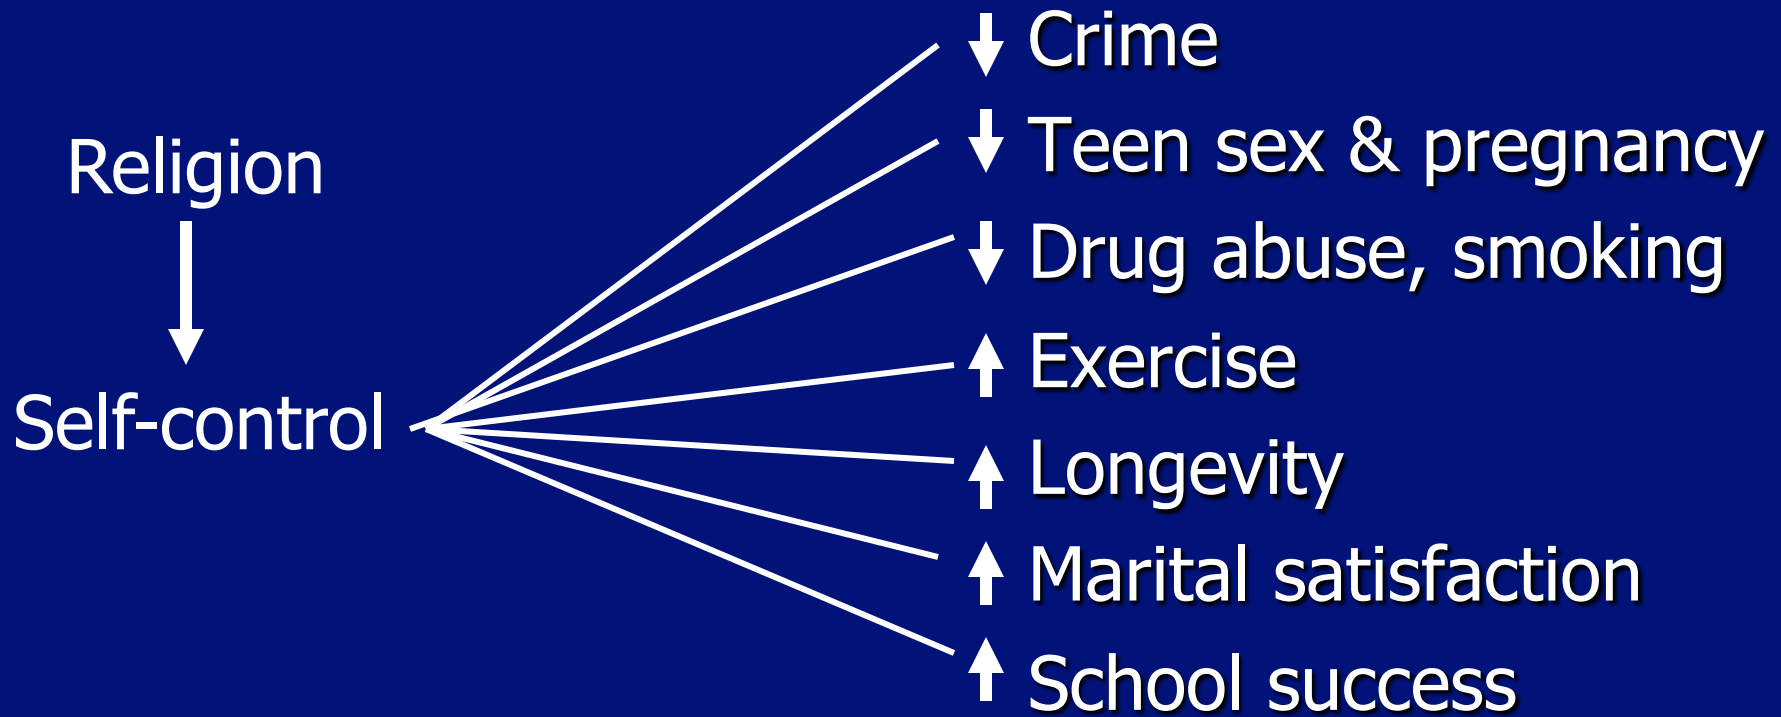 Religion
Self-control
Crime
Teen sex & pregnancy
Drug abuse, smoking
Exercise
Longevity
Marital satisfaction
School success